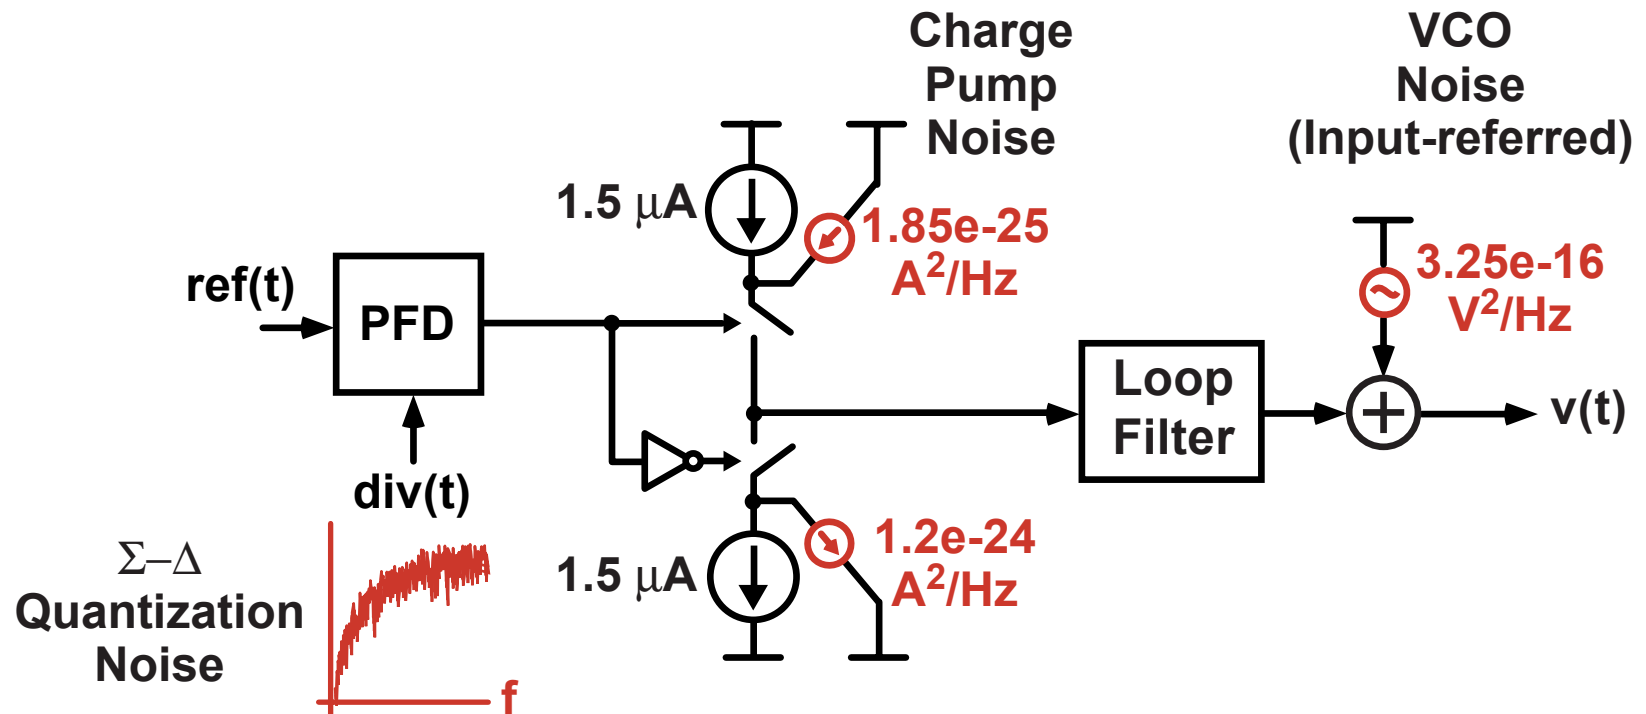 Charge
Pump
Noise
VCO
Noise
(Input-referred)
1.5 μA
1.85e-25
A²/Hz
3.25e-16
V²/Hz
ref(t)
PFD
Loop
Filter
v(t)
div(t)
1.5 μA
1.2e-24
A²/Hz
Σ−Δ
Quantization
Noise
f